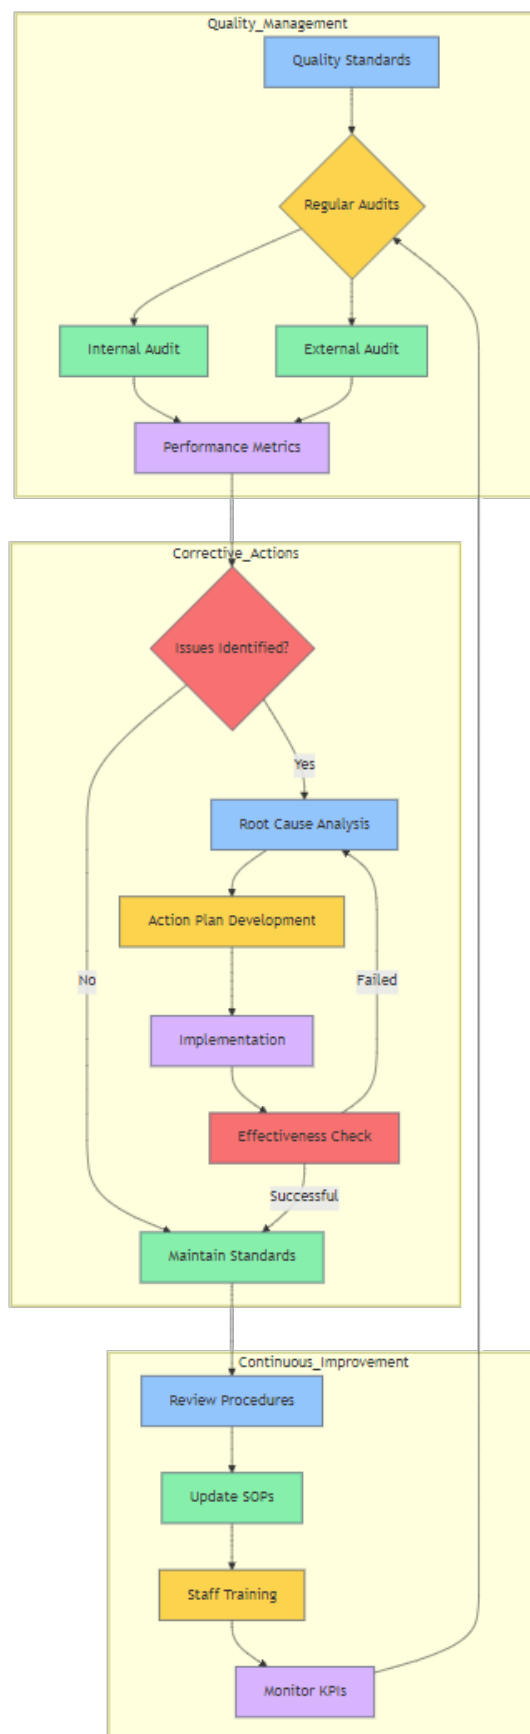 Quality_Management
Quality Standards
Regular Audits
Internal Audit
External Audit
Performance Metrics
Corrective_Actions
Issues Identified?
Yes
Root Cause Analysis
Action Plan Development
No
Failed
Implementation
Effectiveness Check
Successful
Maintain Standards
Continuous_Improvement
Review Procedures
Update SOPs
Staff Training
Monitor KPIs